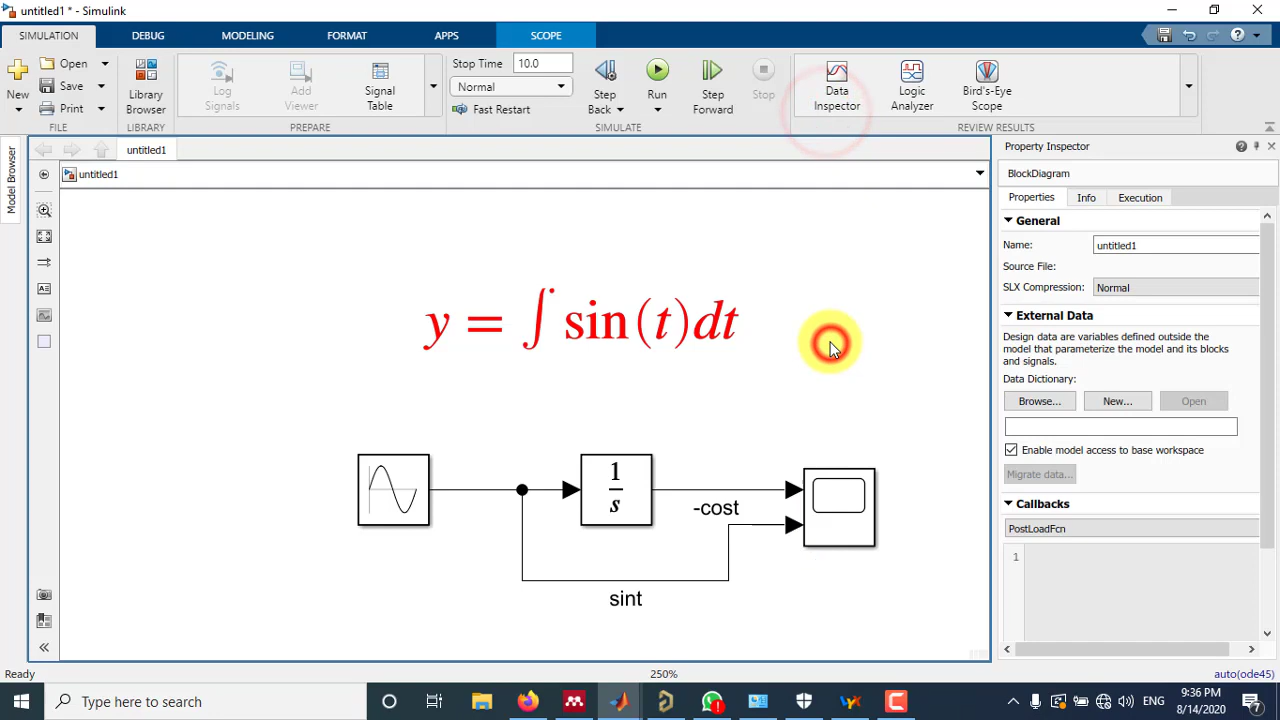 untitled1 * - Simulink
SIMULATION DEBUG MODELING FORMAT APPS SCOPE
New
Open
Save
Print
FILE
Library Browser
LIBRARY
Log Signals
Add Viewer
Signal Table
PREPARE
Stop Time 10.0
Normal
Fast Restart
Step Back
Run
Step Forward
Stop
SIMULATE
Data Inspector
Logic Analyzer
Bird's-Eye Scope
REVIEW RESULTS
Model Browser
untitled1
untitled1
y = ∫ sin(t)dt
1
s
-cost
sint
Property Inspector
BlockDiagram
Properties Info Execution
General
Name: untitled1
Source File:
SLX Compression: Normal
External Data
Design data are variables defined outside the
model that parameterize the model and its blocks
and signals.
Data Dictionary:
Browse... New... Open
Enable model access to base workspace
Migrate data...
Callbacks
PostLoadFcn
1
Ready 250% auto(ode45)
Type here to search
ENG
9:36 PM
8/14/2020